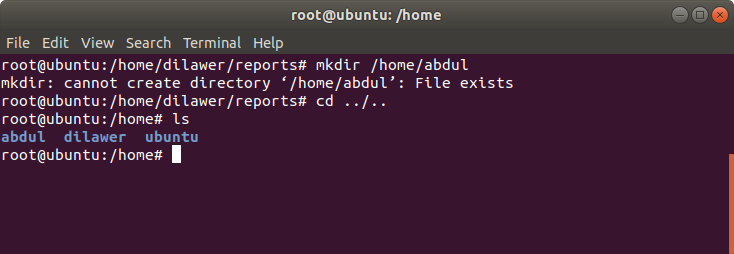 root@ubuntu: /home
File Edit View Search Terminal Help
root@ubuntu:/home/dilawer/reports# mkdir /home/abdul
mkdir: cannot create directory ‘/home/abdul’: File exists
root@ubuntu:/home/dilawer/reports# cd ../..
root@ubuntu:/home# ls
abdul  dilawer  ubuntu
root@ubuntu:/home#